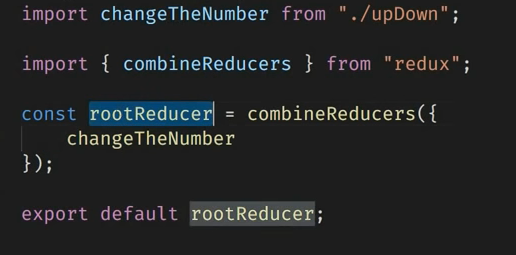 import changeTheNumber from "./upDown";
import { combineReducers } from "redux";
const rootReducer = combineReducers({
    changeTheNumber
});
export default rootReducer;